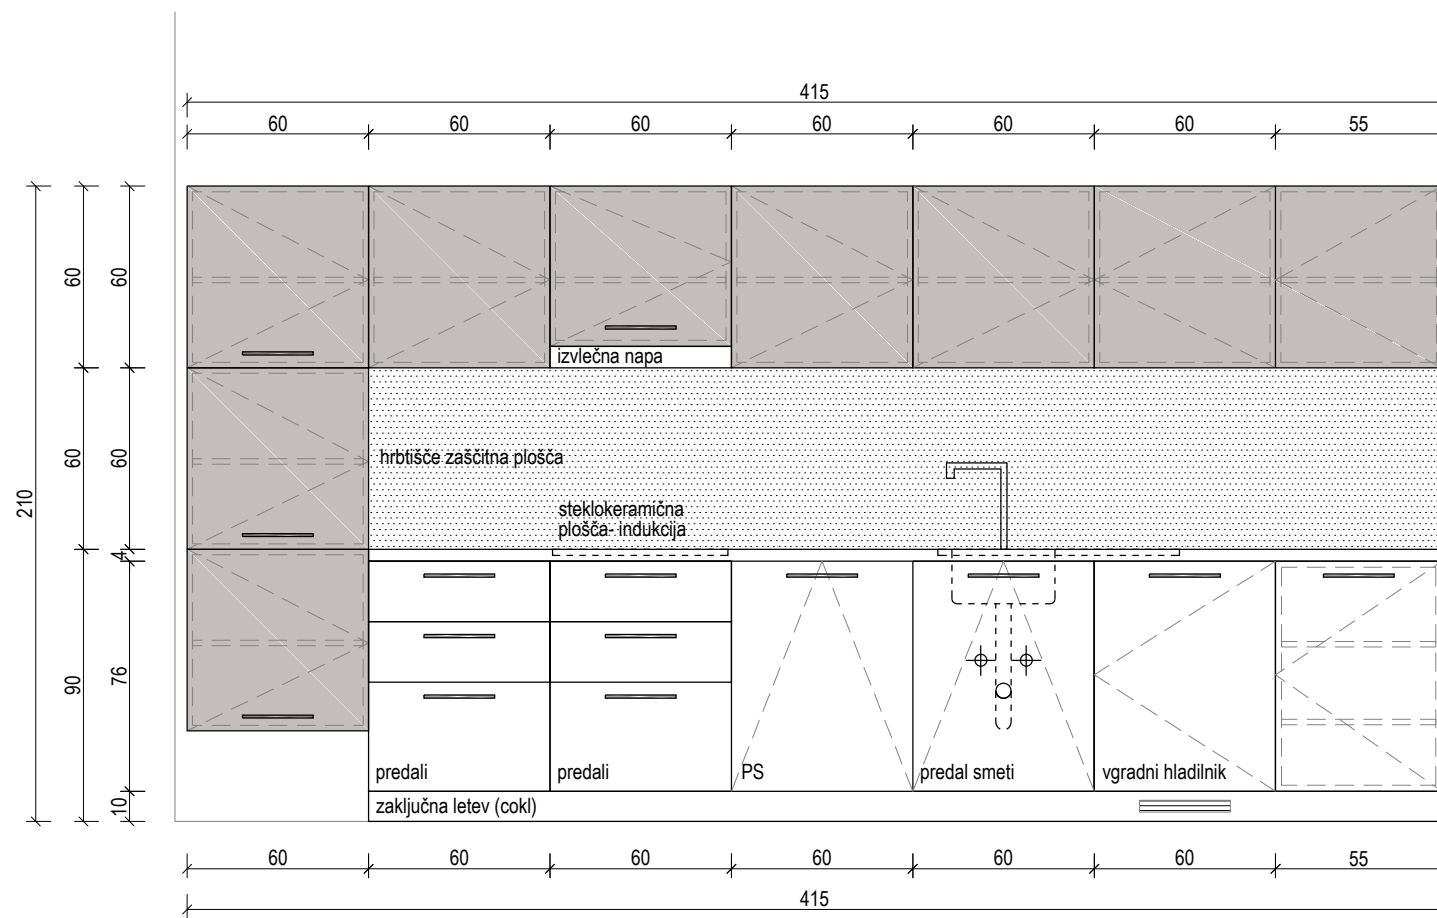 415
60 60 60 60 60 60 55
60
60
izvlečna napa
210
60
60
hrbtišče zaščitna plošča
steklokeramična
plošča- indukcija
4
90
76
predali
predali
PS
predal smeti
vgradni hladilnik
10
zaključna letev (cokl)
60 60 60 60 60 60 55
415